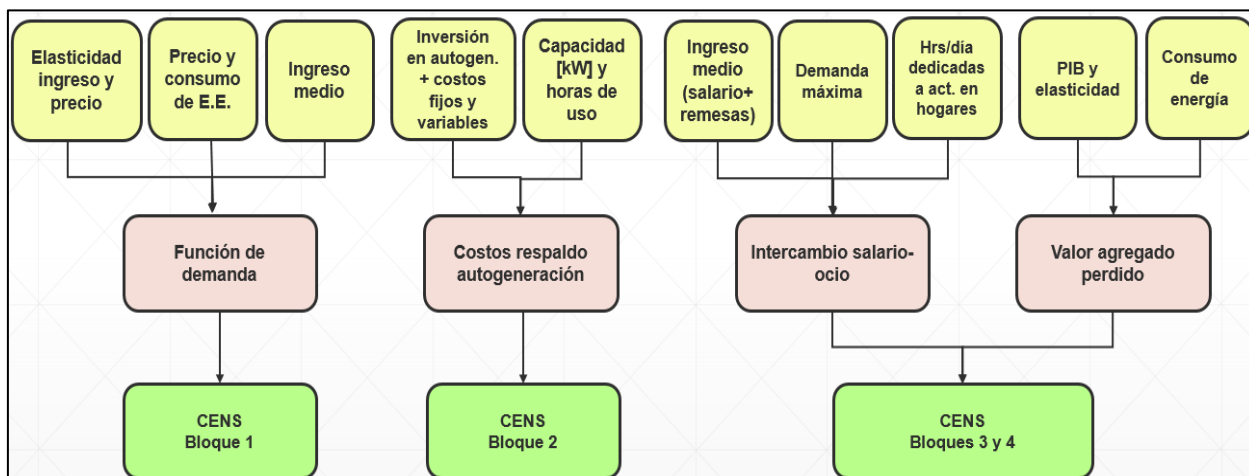 Elasticidad
ingreso y
precio
Precio y
consumo
de E.E.
Ingreso
medio
Inversión
en autogen.
+ costos
fijos y
variables
Capacidad
[kW] y
horas de
uso
Ingreso
medio
(salario+
remesas)
Demanda
máxima
Hrs/día
dedicadas
a act. en
hogares
PIB y
elasticidad
Consumo
de
energía
Función de
demanda
Costos respaldo
autogeneración
Intercambio salario-
ocio
Valor agregado
perdido
CENS
Bloque 1
CENS
Bloque 2
CENS
Bloques 3 y 4